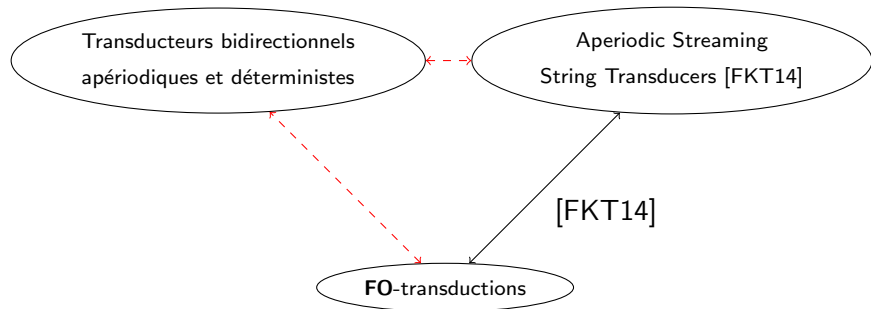 Transducteurs bidirectionnels
apériodiques et déterministes
Aperiodic Streaming
String Transducers [FKT14]
[FKT14]
FO-transductions